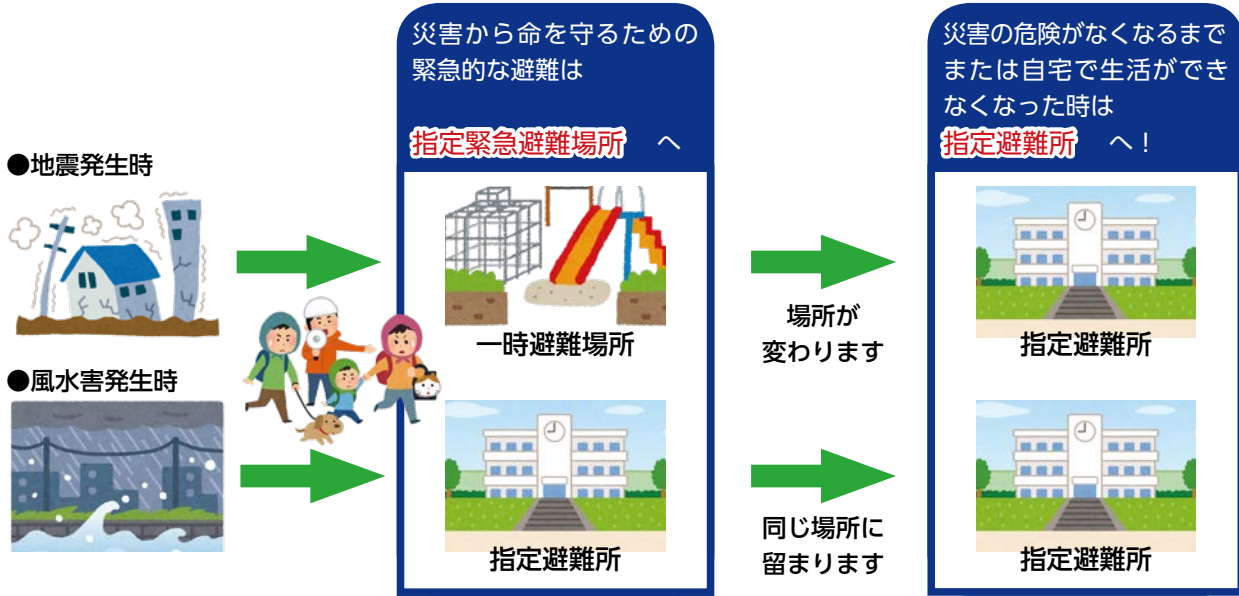 災害から命を守るための
緊急的な避難は
指定緊急避難場所 へ
災害の危険がなくなるまで
または自宅で生活ができ
なくなった時は
指定避難所 へ！
●地震発生時
一時避難場所
場所が
変わります
指定避難所
●風水害発生時
指定避難所
同じ場所に
留まります
指定避難所